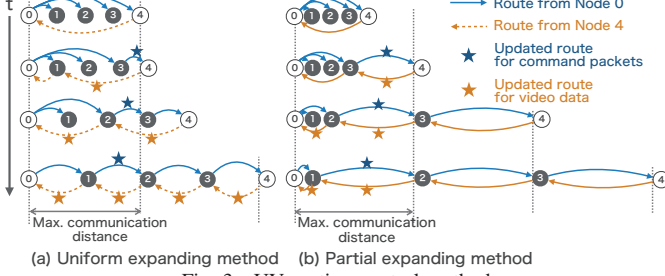 t
0 1 2 3 4
0 1 2 3 4
Route from Node 0
Route from Node 4
Updated route
for command packets
Updated route
for video data
0 1 2 3 4
0 1 2 3 4
0 1 2 3 4
0 1 2 3 4
0 1 2 3 4
0 1 2 3 4
Max. communication
distance
Max. communication
distance
(a) Uniform expanding method
(b) Partial expanding method